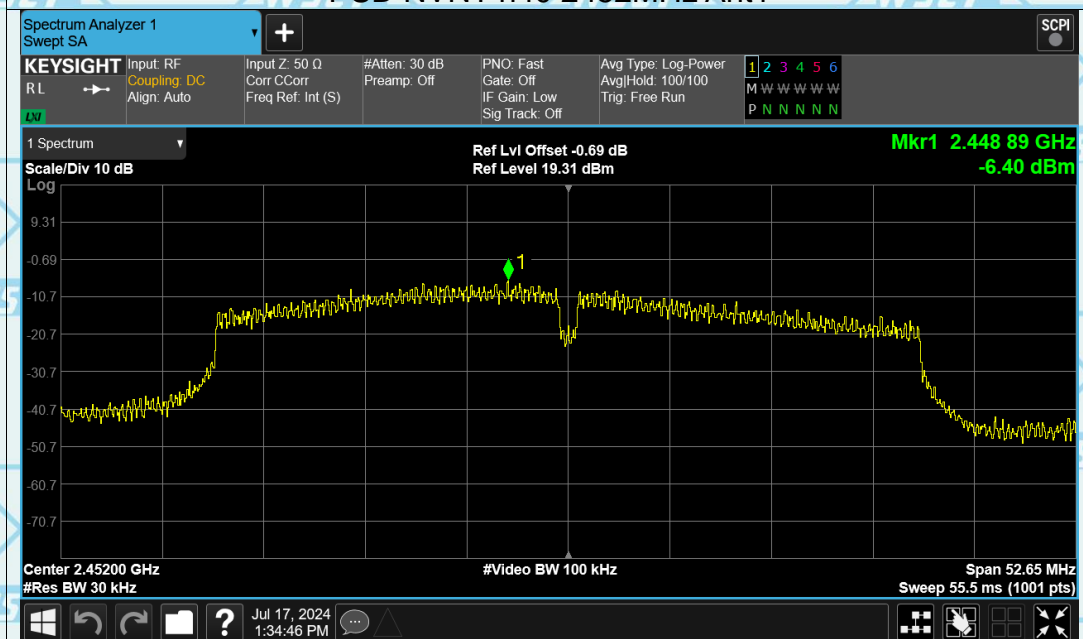 Spectrum Analyzer 1
Swept SA
+
SCPI
KEYSIGHT
RL
LXI
Input: RF
Coupling: DC
Align: Auto
Input Z: 50 Ω
Corr CCorr
Freq Ref: Int (S)
#Atten: 30 dB
Preamp: Off
PNO: Fast
Gate: Off
IF Gain: Low
Sig Track: Off
Avg Type: Log-Power
Avg|Hold: 100/100
Trig: Free Run
1 2 3 4 5 6
M W W W W W
P N N N N N
1 Spectrum
Scale/Div 10 dB
Log
Ref Lvl Offset -0.69 dB
Ref Level 19.31 dBm
Mkr1 2.448 89 GHz
-6.40 dBm
9.31
-0.69
1
-10.7
-20.7
-30.7
-40.7
-50.7
-60.7
-70.7
Center 2.45200 GHz
#Video BW 100 kHz
Span 52.65 MHz
#Res BW 30 kHz
Sweep 55.5 ms (1001 pts)
?
Jul 17, 2024
1:34:46 PM